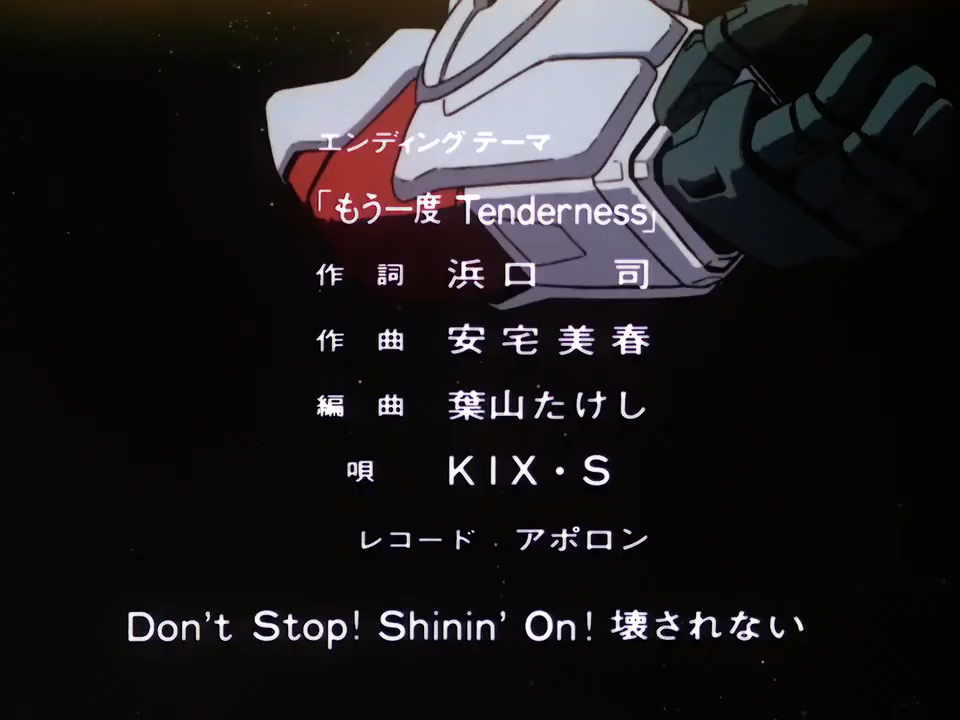 エンディング テーマ
「もう一度 Tenderness」
作 詞 浜口 司
作 曲 安宅美春
編 曲 葉山たけし
唄 KIX・S
レコード アポロン
Don't Stop! Shinin' On! 壊されない